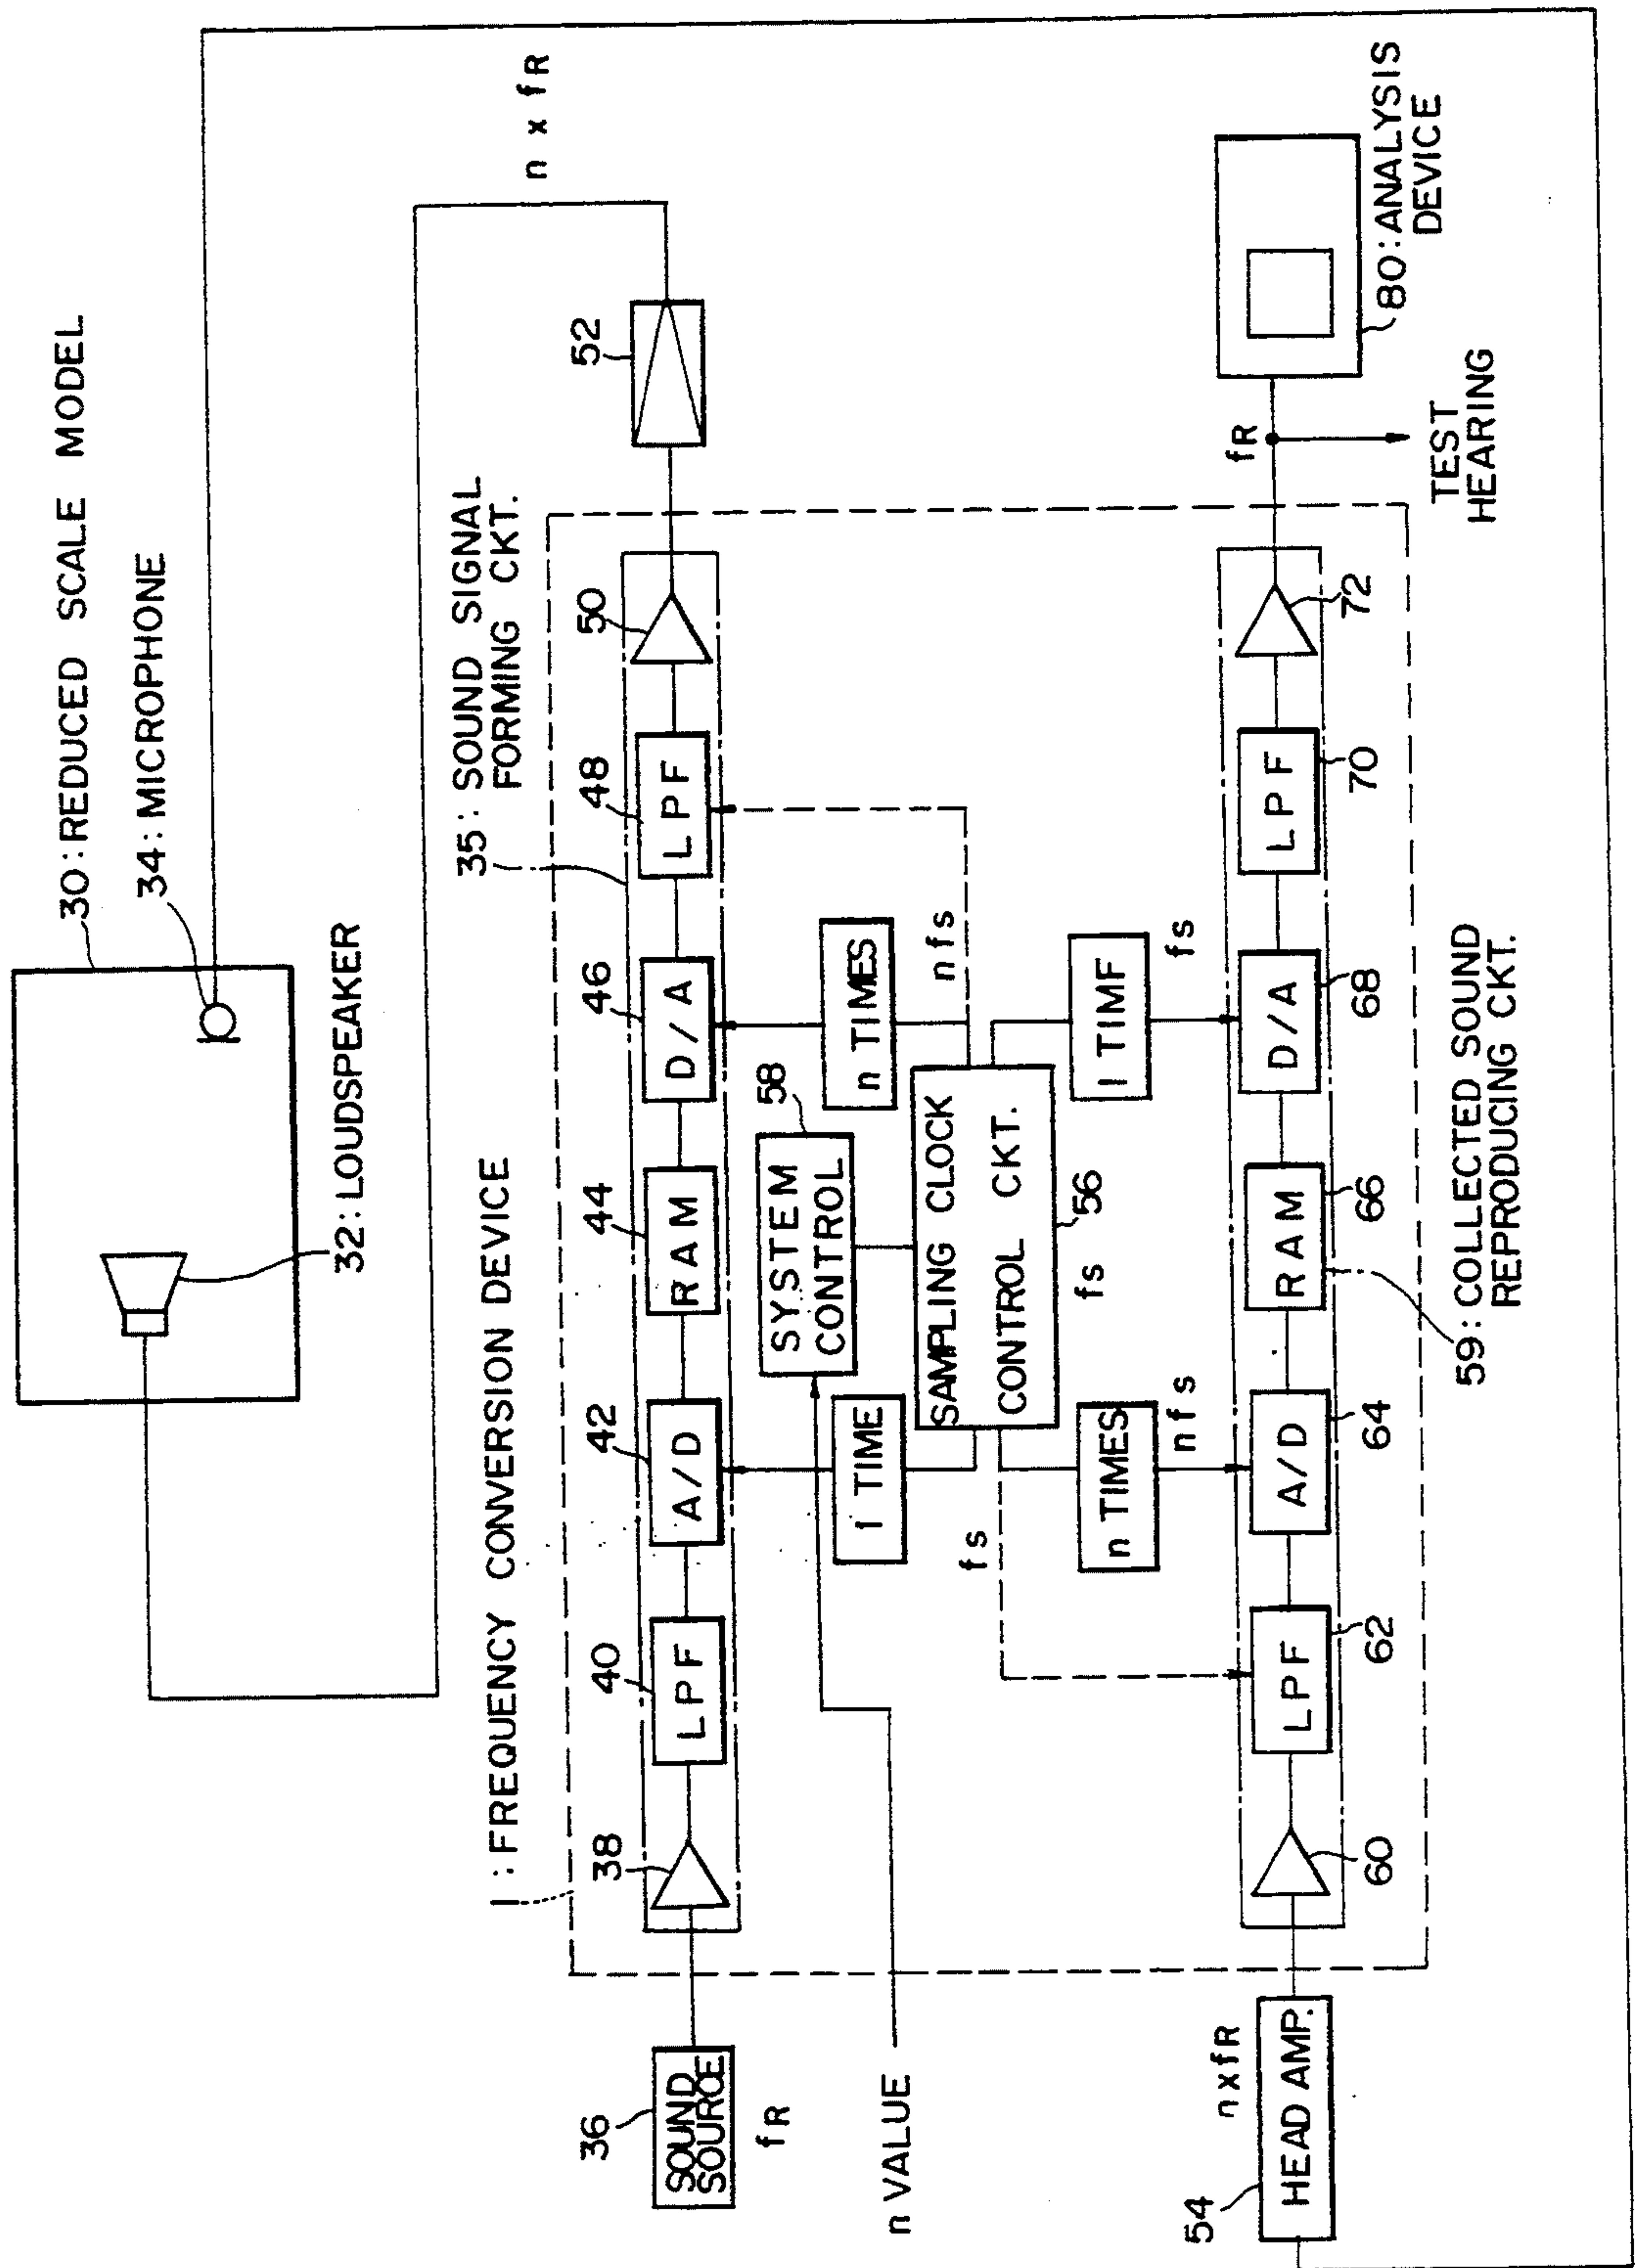 30:REDUCED SCALE MODEL
34:MICROPHONE
32:LOUDSPEAKER
n x fR
1:FREQUENCY CONVERSION DEVICE
35:SOUND SIGNAL
FORMING CKT.
36
SOUND
SOURCE
fR
38
40
LPF
42
A/D
44
RAM
46
D/A
48
LPF
50
52
n VALUE
1 TIME
SYSTEM
CONTROL
58
n TIMES
nfs
SAMPLING CLOCK
CONTROL CKT.
56
fs
fs
n TIMES
nfs
1 TIMF
fs
54
HEAD AMP.
nxfR
60
LPF
62
A/D
64
RAM
66
D/A
68
LPF
70
72
59:COLLECTED SOUND
REPRODUCING CKT.
fR
TEST
HEARING
80:ANALYSIS
DEVICE